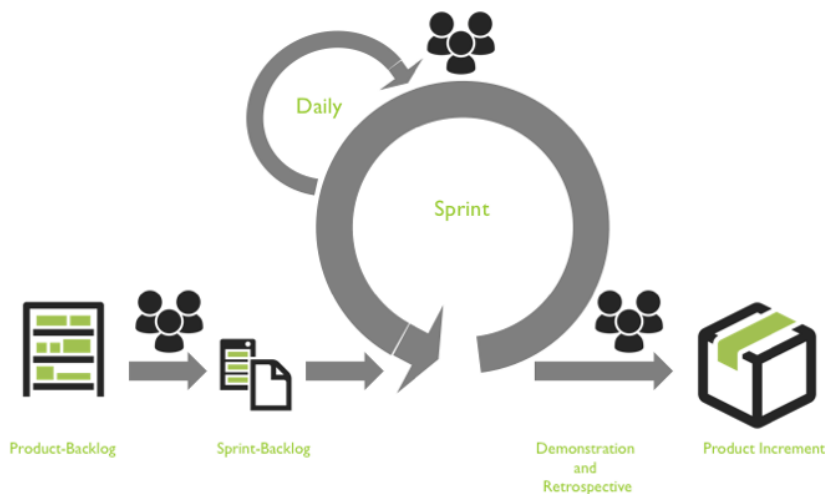 Daily
Sprint
Product-Backlog
Sprint-Backlog
Demonstration
and
Retrospective
Product Increment